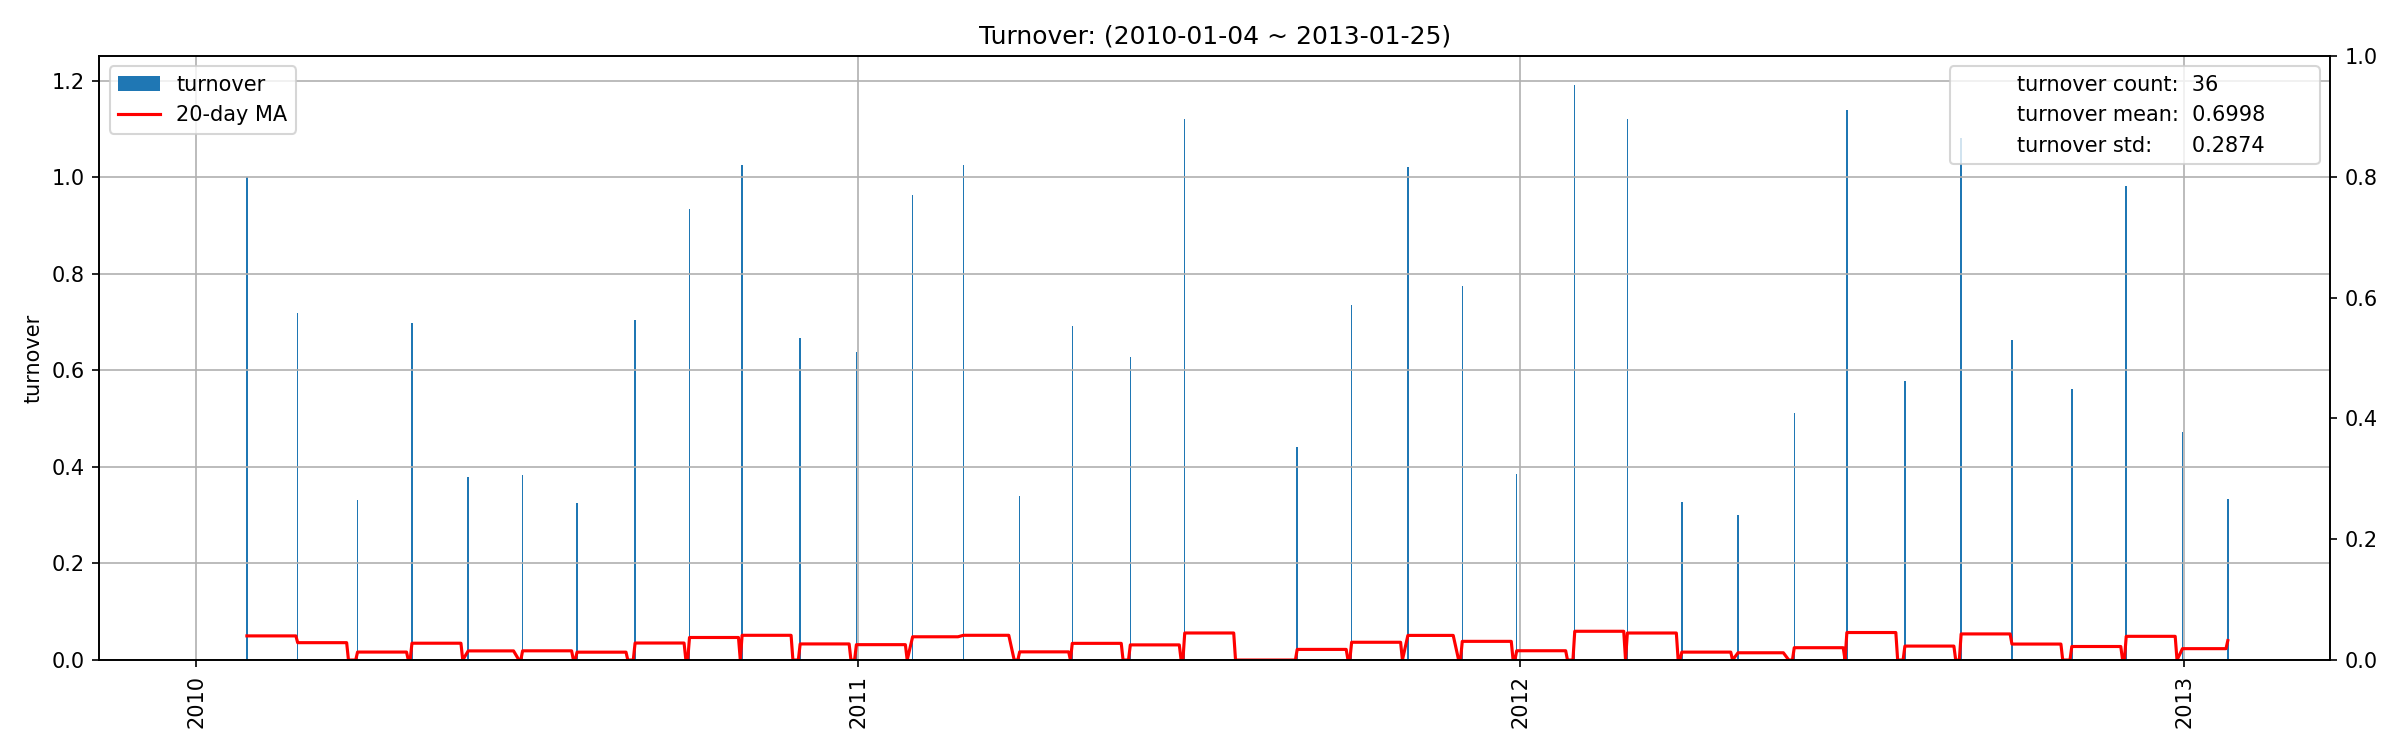 Turnover: (2010-01-04 ~ 2013-01-25)
turnover
20-day MA
turnover count: 36
turnover mean: 0.6998
turnover std: 0.2874
turnover
1.2
1.0
0.8
0.6
0.4
0.2
0.0
1.0
0.8
0.6
0.4
0.2
0.0
2010
2011
2012
2013